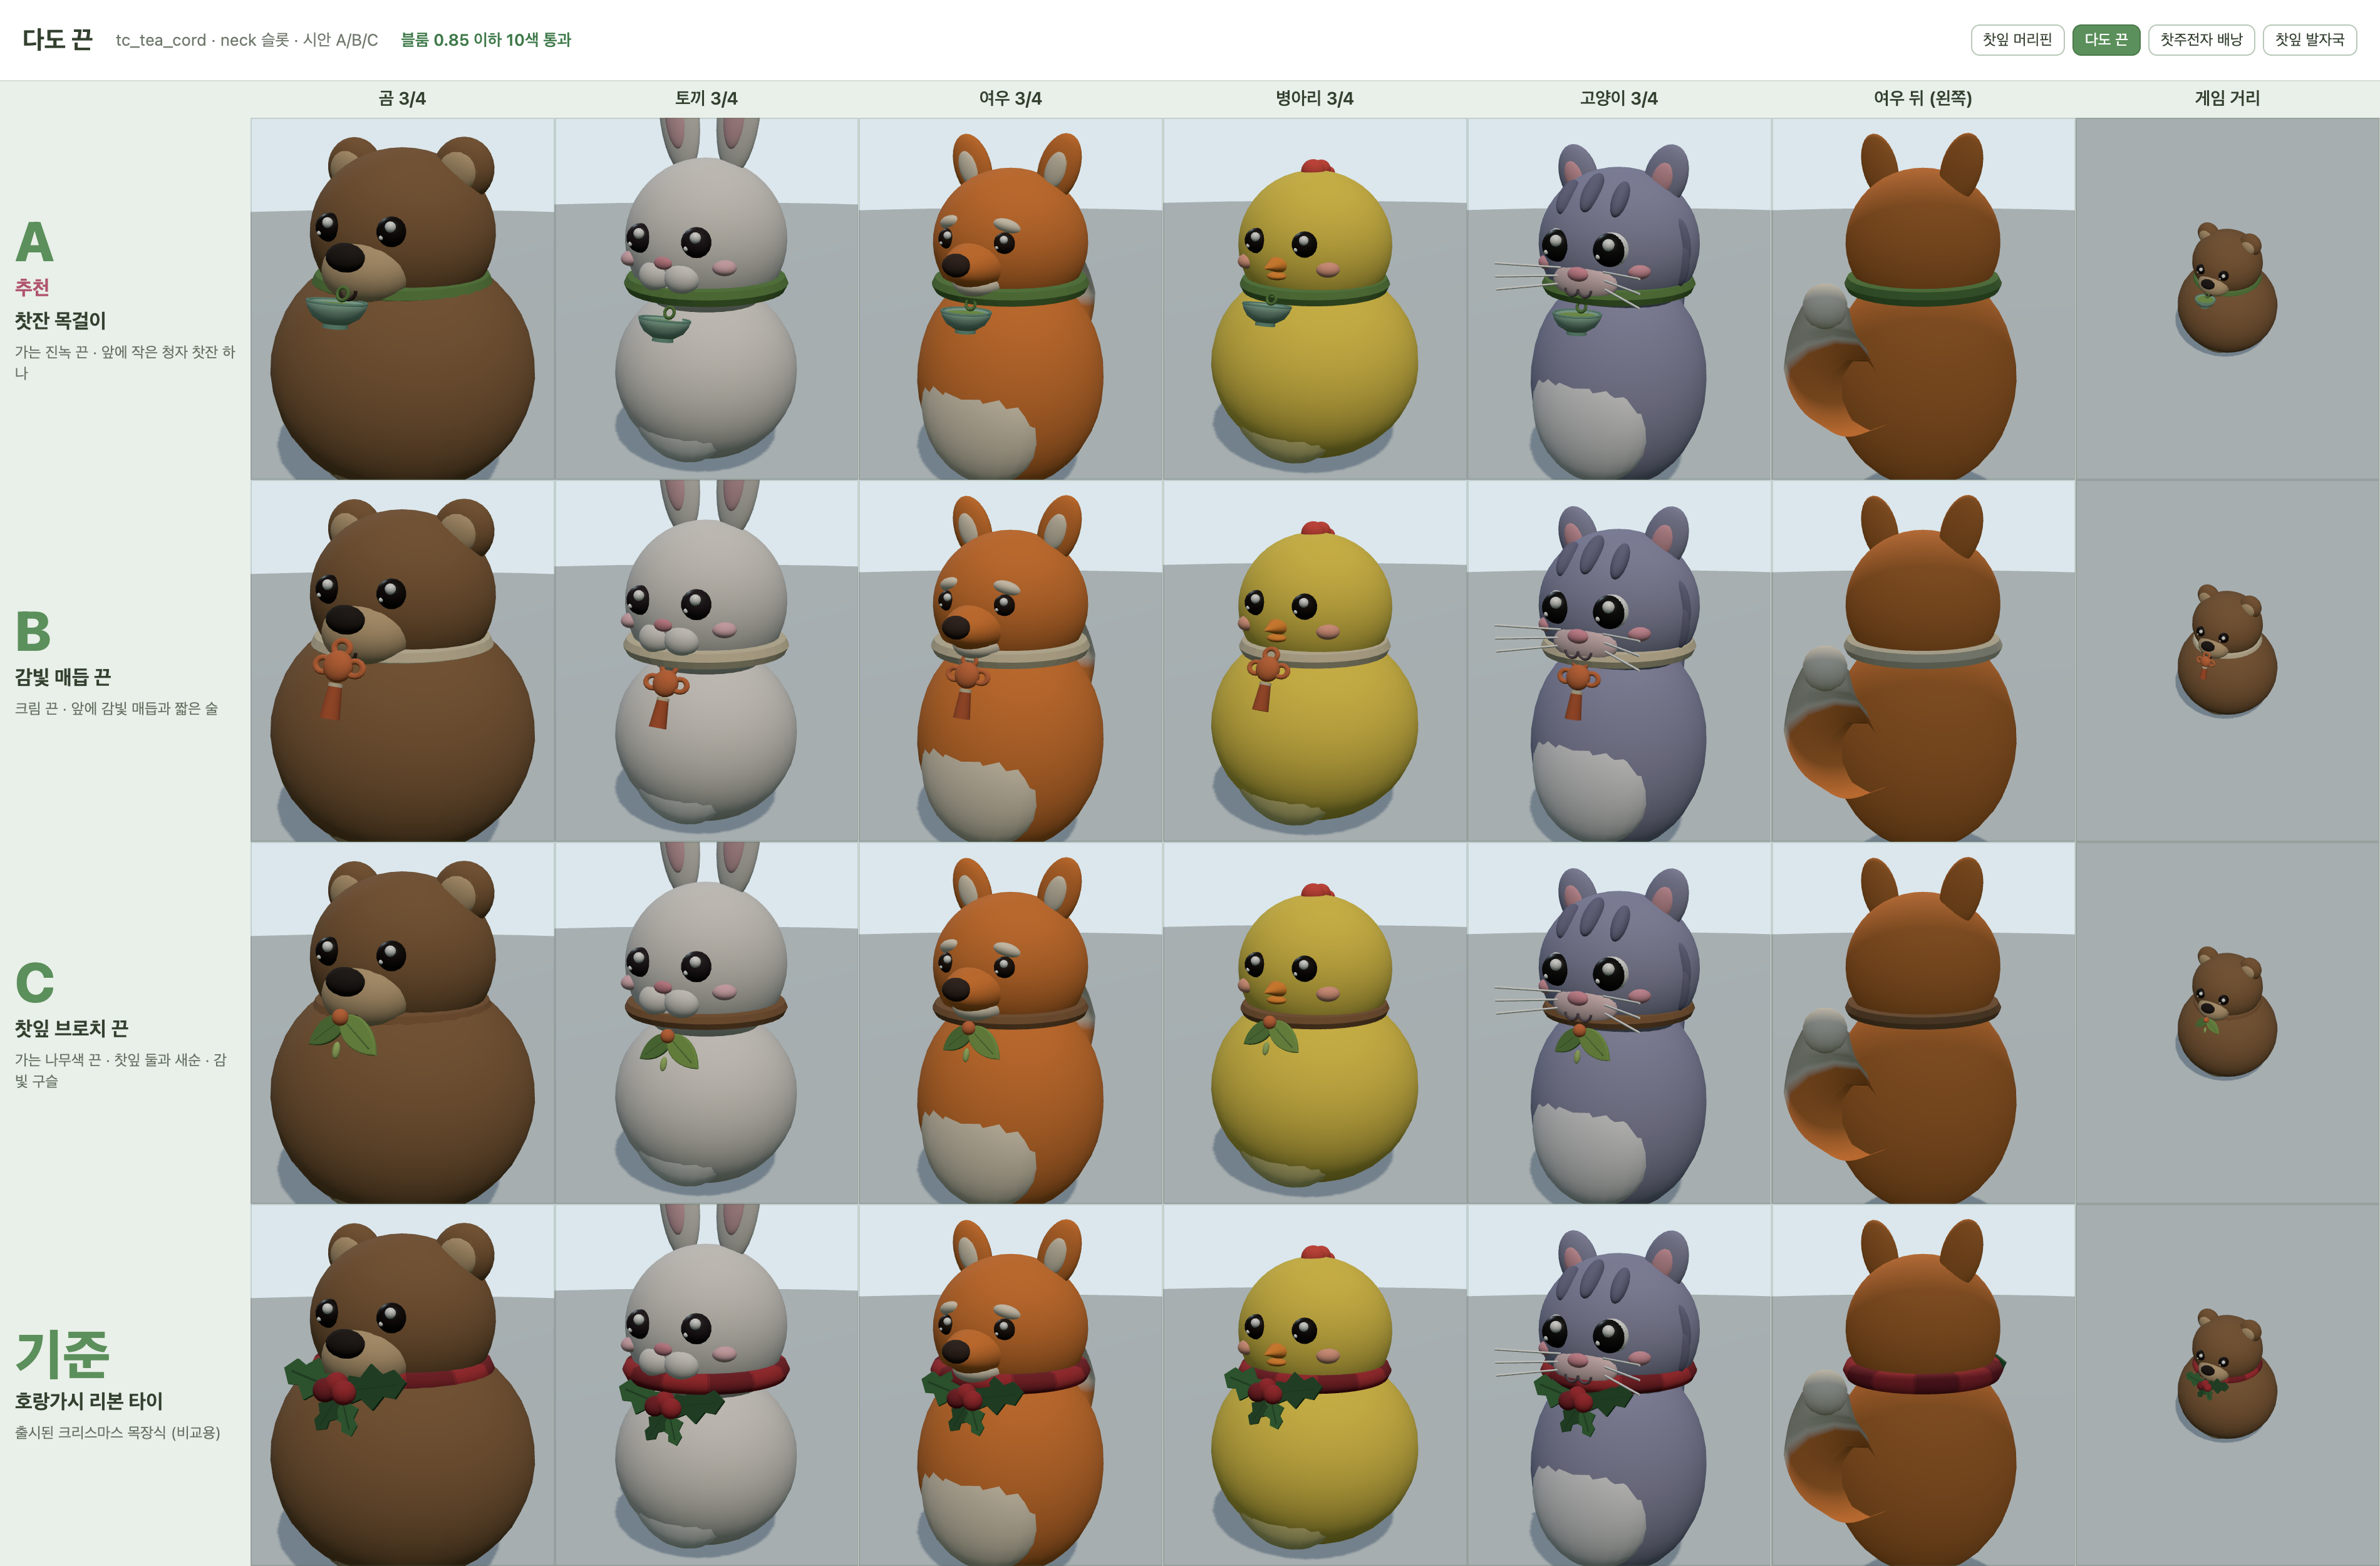 다도 끈
tc_tea_cord · neck 슬롯 · 시안 A/B/C
블룸 0.85 이하 10색 통과
찻잎 머리핀
다도 끈
찻주전자 배낭
찻잎 발자국
곰 3/4
토끼 3/4
여우 3/4
병아리 3/4
고양이 3/4
여우 뒤 (왼쪽)
게임 거리
A
추천
찻잔 목걸이
가는 진녹 끈 · 앞에 작은 청자 찻잔 하
나
B
감빛 매듭 끈
크림 끈 · 앞에 감빛 매듭과 짧은 술
C
찻잎 브로치 끈
가는 나무색 끈 · 찻잎 둘과 새순 · 감
빛 구슬
기준
호랑가시 리본 타이
출시된 크리스마스 목장식 (비교용)